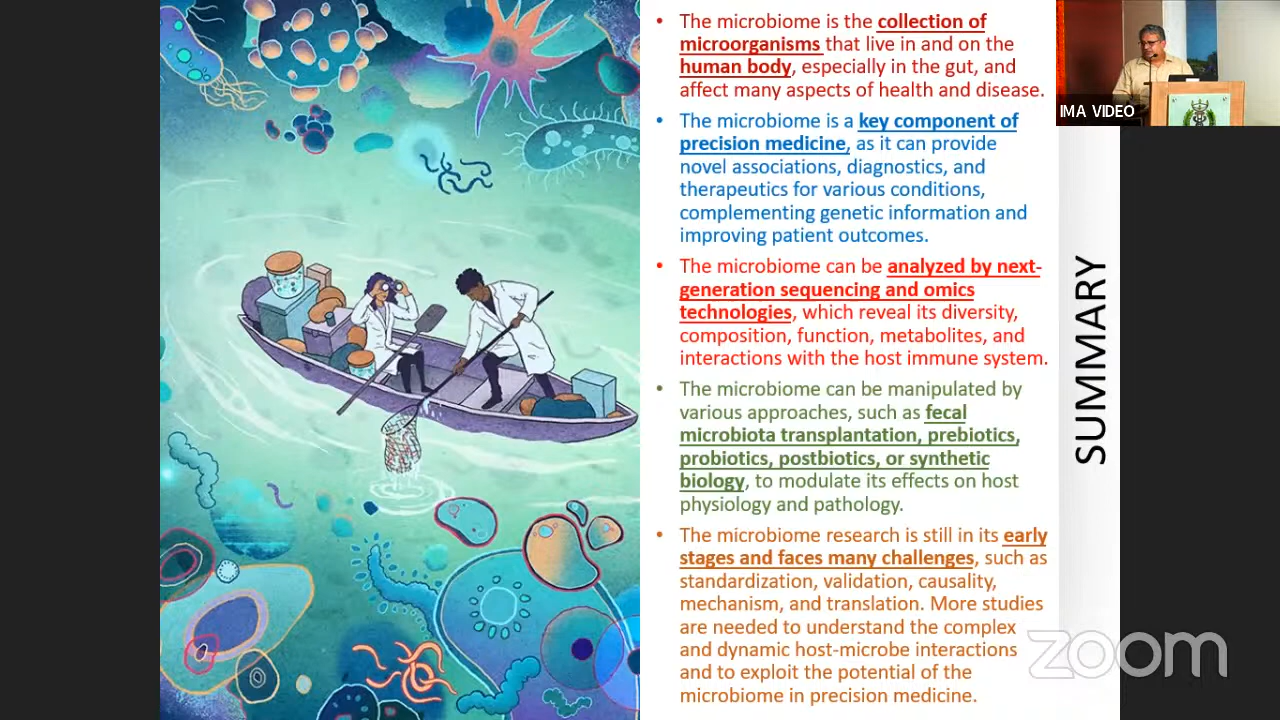 • The microbiome is the collection of
microorganisms that live in and on the
human body, especially in the gut, and
affect many aspects of health and disease.
• The microbiome is a key component of
precision medicine, as it can provide
novel associations, diagnostics, and
therapeutics for various conditions,
complementing genetic information and
improving patient outcomes.
• The microbiome can be analyzed by next-
generation sequencing and omics
technologies, which reveal its diversity,
composition, function, metabolites, and
interactions with the host immune system.
• The microbiome can be manipulated by
various approaches, such as fecal
microbiota transplantation, prebiotics,
probiotics, postbiotics, or synthetic
biology, to modulate its effects on host
physiology and pathology.
• The microbiome research is still in its early
stages and faces many challenges, such as
standardization, validation, causality,
mechanism, and translation. More studies
are needed to understand the complex
and dynamic host-microbe interactions
and to exploit the potential of the
microbiome in precision medicine.
IMA VIDEO
SUMMARY
zoom